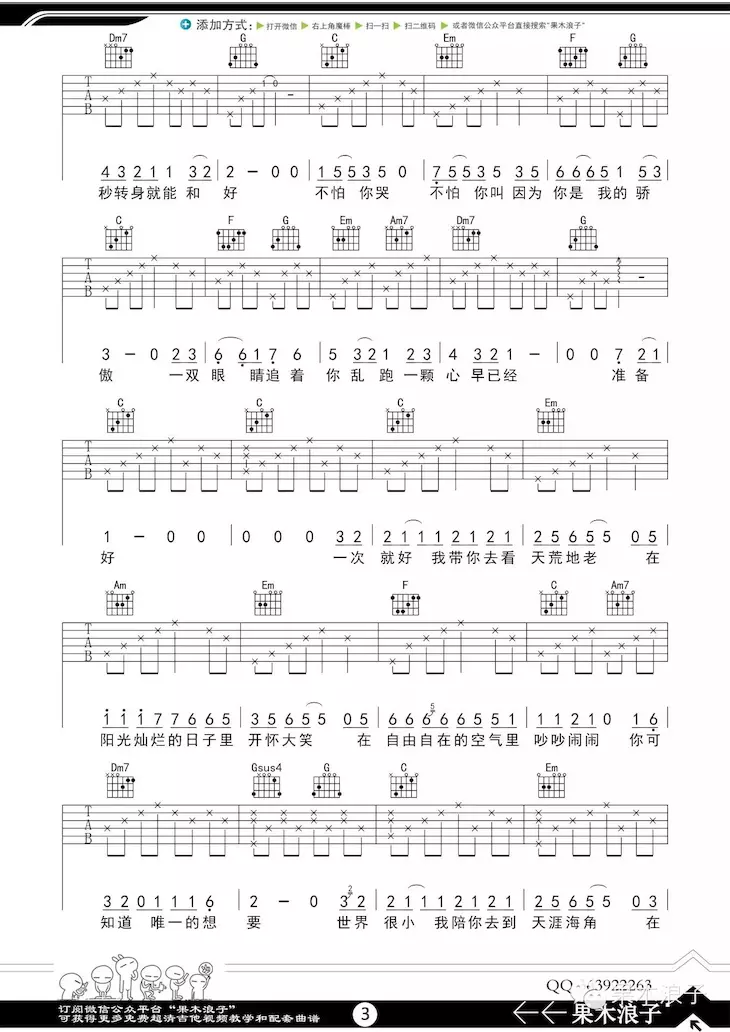 添加方式: 打开微信 右上角魔棒 扫一扫 扫二维码 或者微信公众平台直接搜索“果木浪子”
Dm7 G C Em F G
T A B 1 0
4 3 2 1 1 3 2 2 - 0 0 1 5 5 3 5 0 7 5 5 3 5 3 5 6 6 6 5 1 5 3
秒转身就能和好 不怕你哭 不怕你叫因为你是我的骄
C F G Em Am7 Dm7 G
T A B
3 - 0 2 3 6 6 1 7 6 5 3 2 1 2 3 4 3 2 1 - 0 0 7 2 1
傲 一双眼睛追着你乱跑一颗心早已经 准备
C C C Em
T A B
1 - 0 0 0 0 0 3 2 2 1 1 1 2 1 2 1 2 5 6 5 5 0 5
好 一次就好我带你去看天荒地老 在
Am Em F C Am7
T A B
1 1 1 7 7 6 6 5 3 5 6 5 5 0 5 6 6 6 5 6 6 5 5 1 1 1 2 1 0 1 6
阳光灿烂的日子里开怀大笑 在自由自在的空气里吵吵闹闹 你可
Dm7 Gsus4 G C Em
T A B
3 2 0 1 1 1 6 2 - 0 3 2 2 2 1 1 1 2 1 2 1 2 5 6 5 5 0 3
知道 唯一的想要 世界很小我陪你去到天涯海角 在
QQ: 63922263
果木浪子
订阅微信公众平台“果木浪子”
可获得更多免费超清吉他视频教学和配套曲谱
3
果木浪子